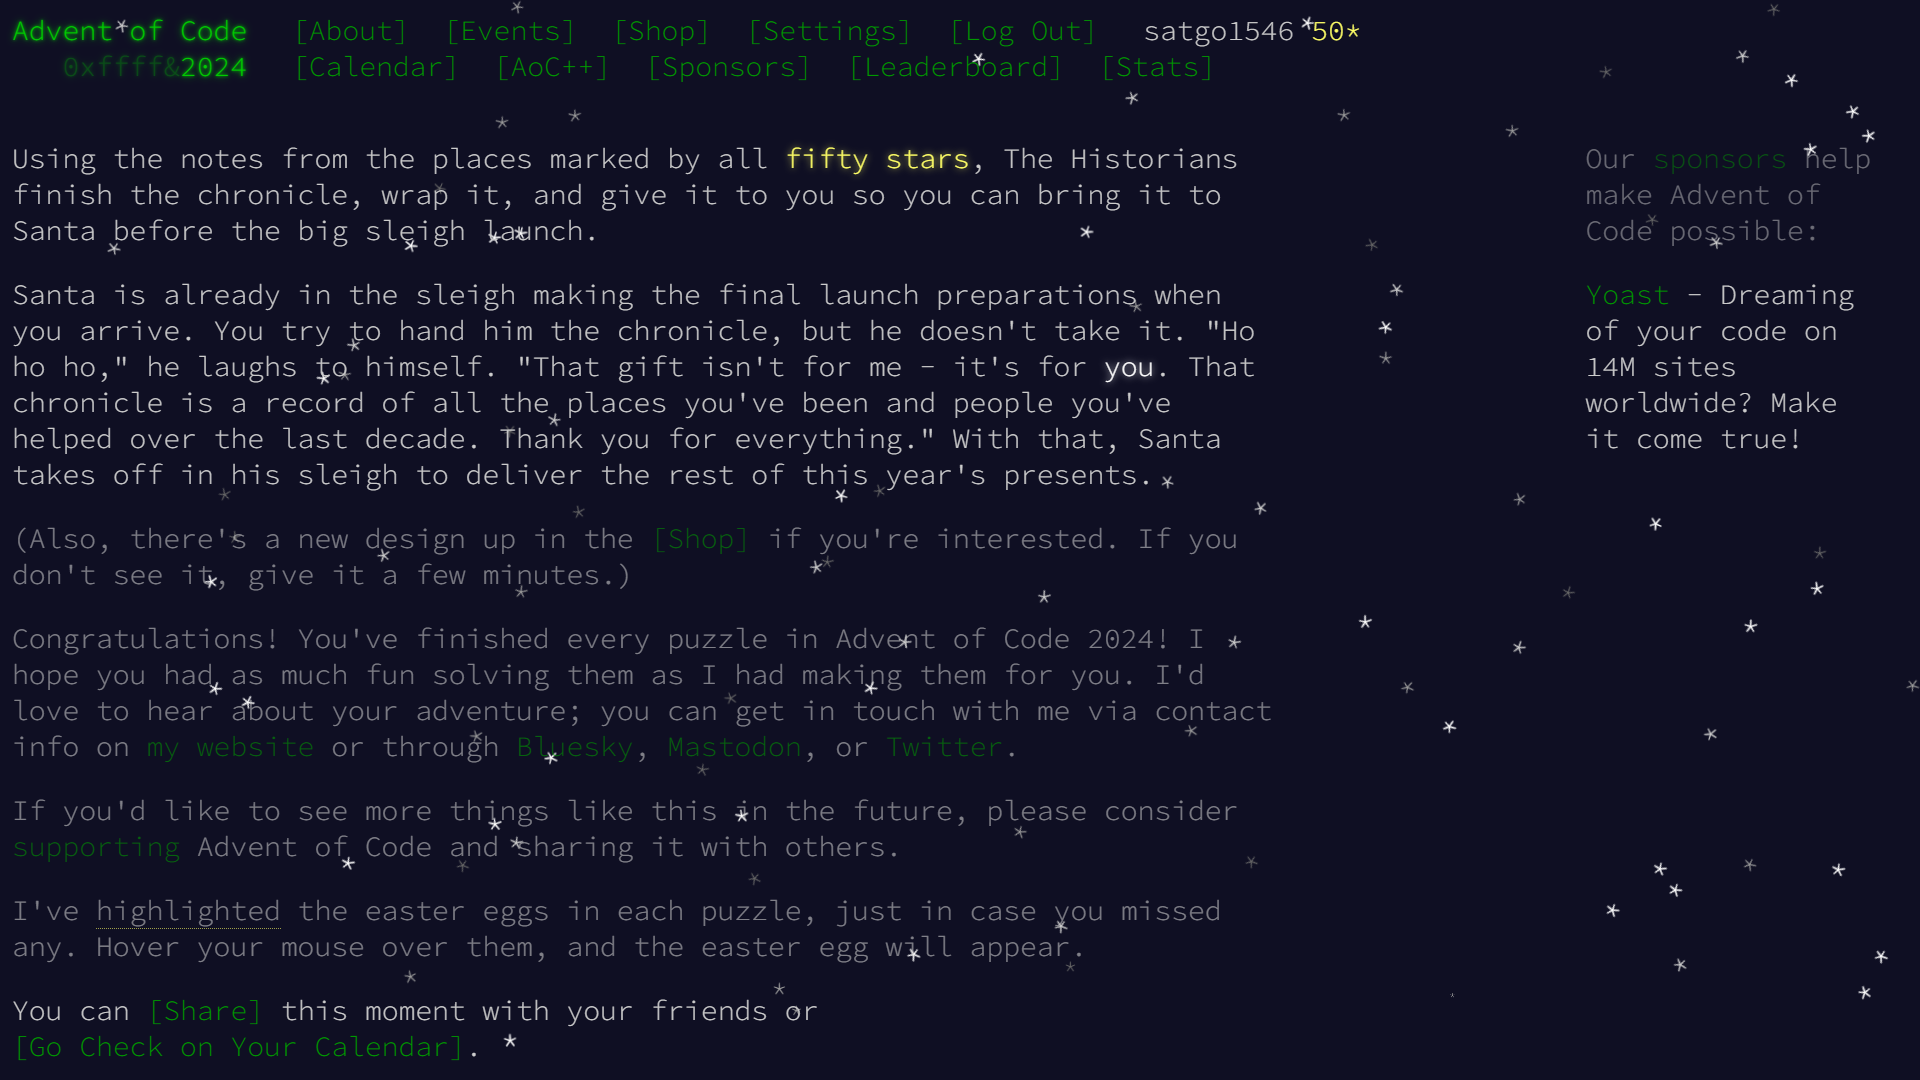 Advent of Code [About] [Events] [Shop] [Settings] [Log Out] satgo1546 50*
0xffff&2024 [Calendar] [AoC++] [Sponsors] [Leaderboard] [Stats]
Using the notes from the places marked by all fifty stars, The Historians
finish the chronicle, wrap it, and give it to you so you can bring it to
Santa before the big sleigh launch.
Santa is already in the sleigh making the final launch preparations when
you arrive. You try to hand him the chronicle, but he doesn't take it. "Ho
ho ho," he laughs to himself. "That gift isn't for me - it's for you. That
chronicle is a record of all the places you've been and people you've
helped over the last decade. Thank you for everything." With that, Santa
takes off in his sleigh to deliver the rest of this year's presents.
(Also, there's a new design up in the [Shop] if you're interested. If you
don't see it, give it a few minutes.)
Congratulations! You've finished every puzzle in Advent of Code 2024! I
hope you had as much fun solving them as I had making them for you. I'd
love to hear about your adventure; you can get in touch with me via contact
info on my website or through Bluesky, Mastodon, or Twitter.
If you'd like to see more things like this in the future, please consider
supporting Advent of Code and sharing it with others.
I've highlighted the easter eggs in each puzzle, just in case you missed
any. Hover your mouse over them, and the easter egg will appear.
You can [Share] this moment with your friends or
[Go Check on Your Calendar].
Our sponsors help
make Advent of
Code possible:
Yoast - Dreaming
of your code on
14M sites
worldwide? Make
it come true!